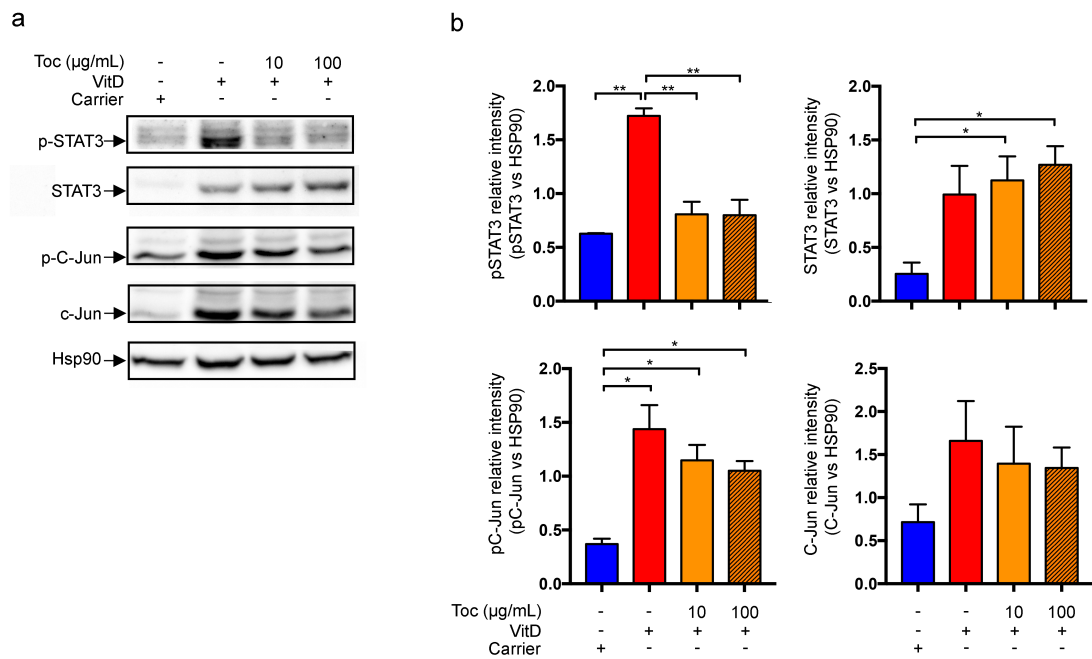 a
Toc (µg/mL) - - 10 100
VitD - + + +
Carrier + - - -
p-STAT3
STAT3
p-C-Jun
c-Jun
Hsp90
b
pSTAT3 relative intensity
(pSTAT3 vs HSP90)
2.0
1.5
1.0
0.5
0.0
** ** **
STAT3 relative intensity
(STAT3 vs HSP90)
2.0
1.5
1.0
0.5
0.0
*
*
pC-Jun relative intensity
(pC-Jun vs HSP90)
2.0
1.5
1.0
0.5
0.0
*
*
*
C-Jun relative intensity
(C-Jun vs HSP90)
2.5
2.0
1.5
1.0
0.5
0.0
Toc (µg/mL) - - 10 100 - - 10 100
VitD - + + + - + + +
Carrier + - - - + - - -